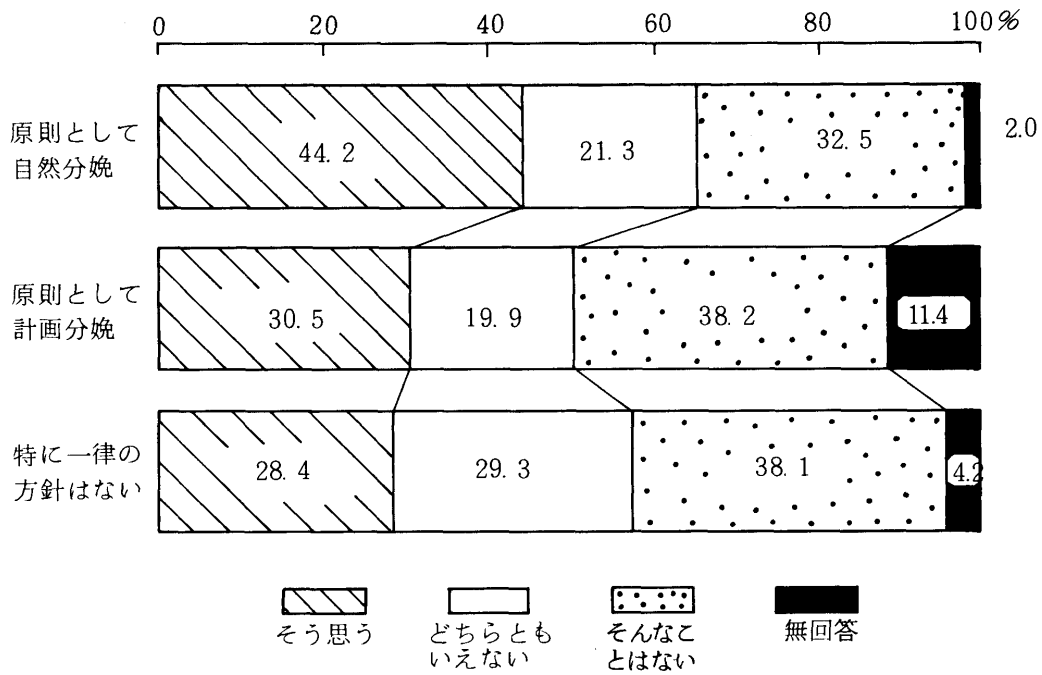 0 20 40 60 80 100%
原則として
自然分娩
44.2 21.3 32.5 2.0
原則として
計画分娩
30.5 19.9 38.2 11.4
特に一律の
方針はない
28.4 29.3 38.1 4.2
そう思う
どちらとも
いえない
そんなこ
とはない
無回答